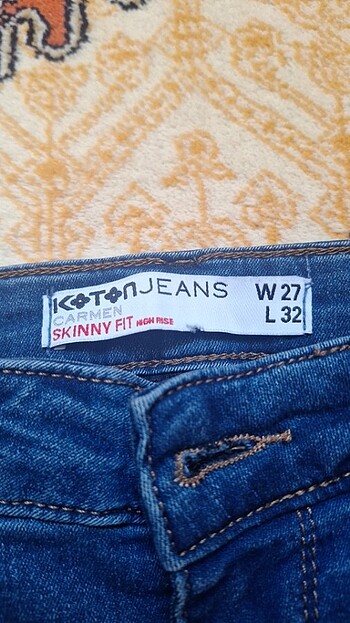 KOTON JEANS W 27
CARMEN L 32
SKINNY FIT HIGH RISE